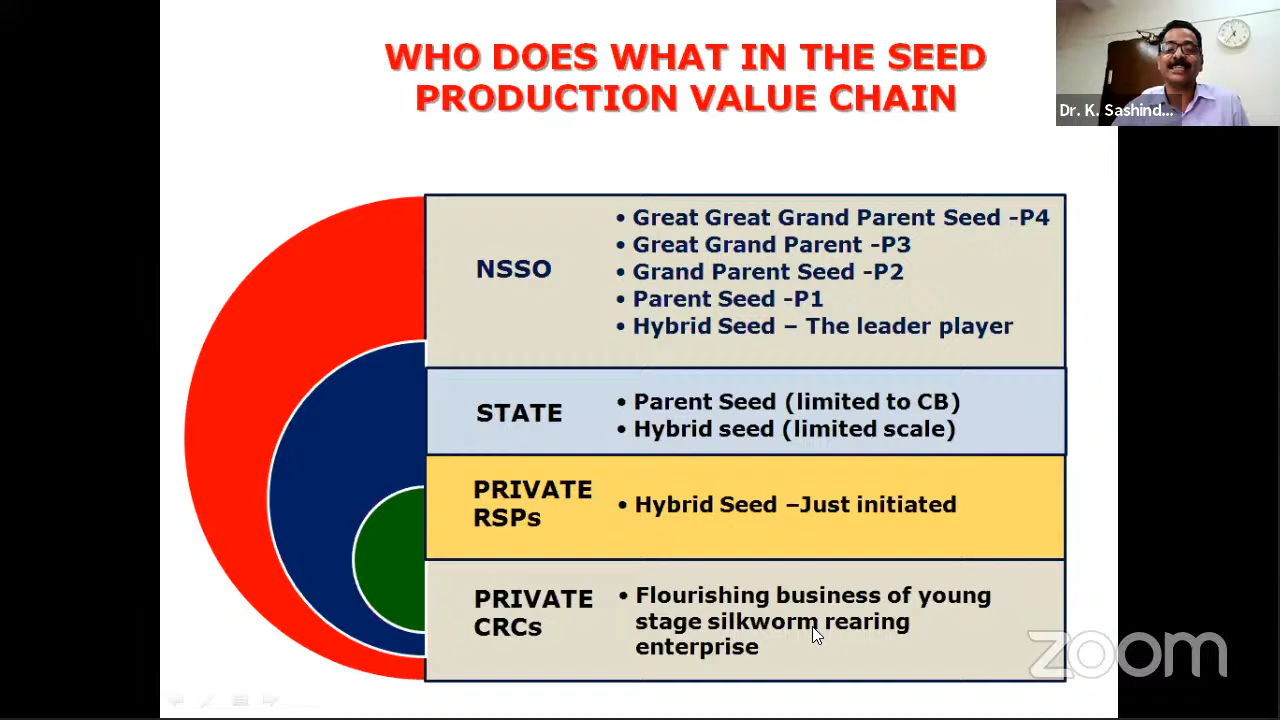 WHO DOES WHAT IN THE SEED
PRODUCTION VALUE CHAIN
Dr. K. Sashind...
NSSO
• Great Great Grand Parent Seed -P4
• Great Grand Parent -P3
• Grand Parent Seed -P2
• Parent Seed -P1
• Hybrid Seed – The leader player
STATE
• Parent Seed (limited to CB)
• Hybrid seed (limited scale)
PRIVATE
RSPs
• Hybrid Seed –Just initiated
PRIVATE
CRCs
• Flourishing business of young
stage silkworm rearing
enterprise
zoom